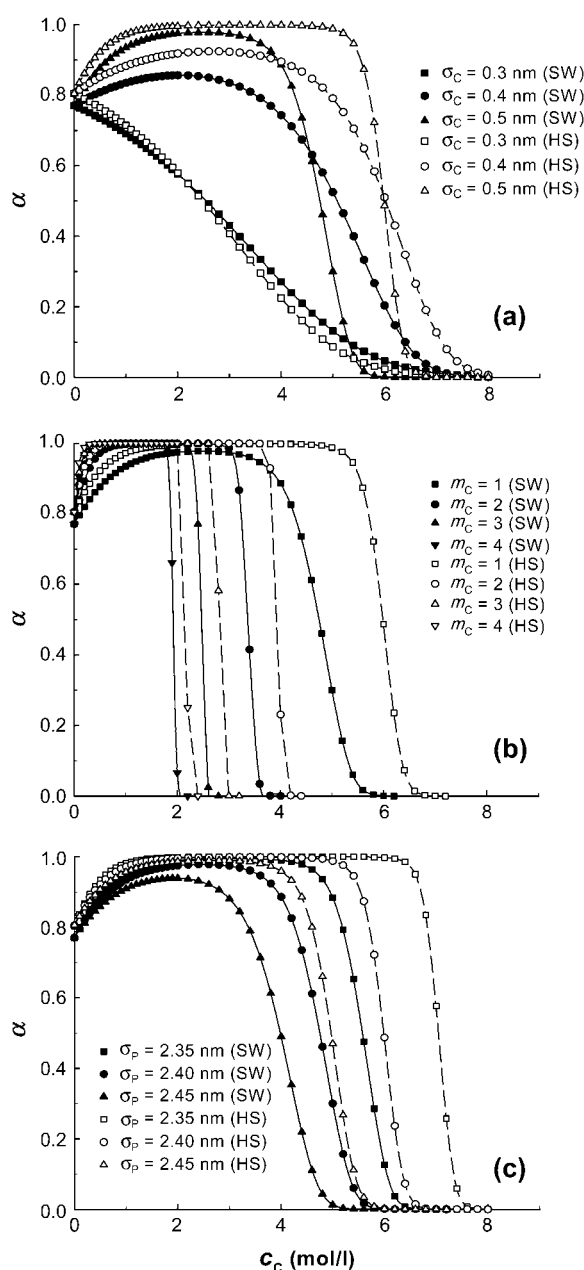 1.0
0.8
0.6
0.4
0.2
0.0
α
σC = 0.3 nm (SW)
σC = 0.4 nm (SW)
σC = 0.5 nm (SW)
σC = 0.3 nm (HS)
σC = 0.4 nm (HS)
σC = 0.5 nm (HS)
(a)
0 2 4 6 8
1.0
0.8
0.6
0.4
0.2
0.0
α
mC = 1 (SW)
mC = 2 (SW)
mC = 3 (SW)
mC = 4 (SW)
mC = 1 (HS)
mC = 2 (HS)
mC = 3 (HS)
mC = 4 (HS)
(b)
0 2 4 6 8
1.0
0.8
0.6
0.4
0.2
0.0
α
σP = 2.35 nm (SW)
σP = 2.40 nm (SW)
σP = 2.45 nm (SW)
σP = 2.35 nm (HS)
σP = 2.40 nm (HS)
σP = 2.45 nm (HS)
(c)
0 2 4 6 8
cC (mol/l)